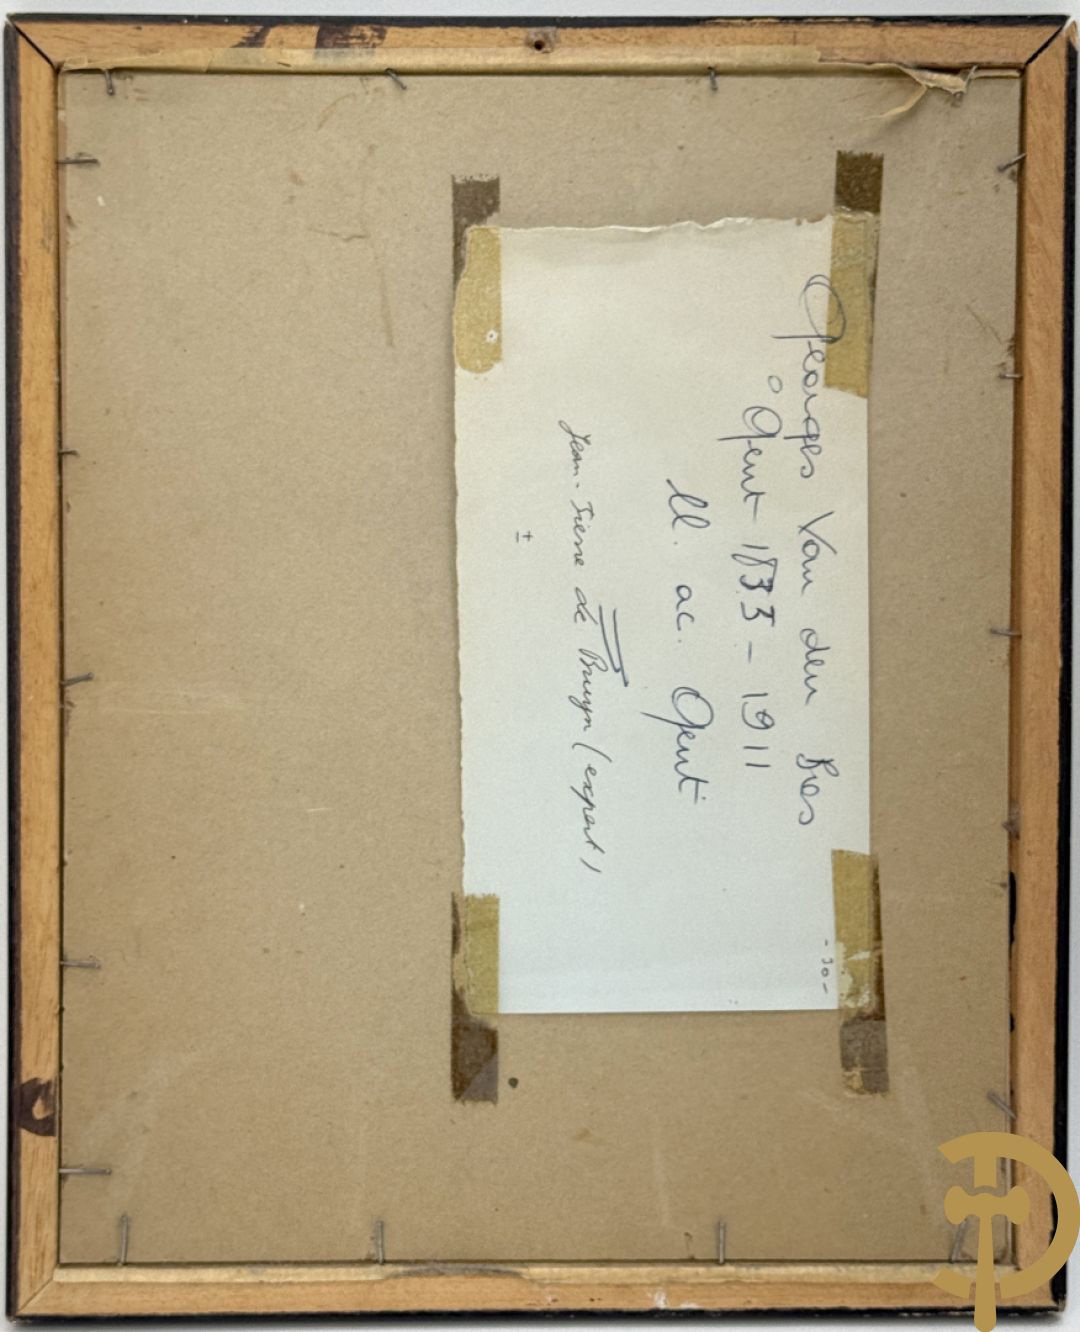 Georges Van den Bos
° Gent 1835 - 1911
ll. ac. Gent
Jean-Pierre de Bruyn (expert)
±
- 30 -